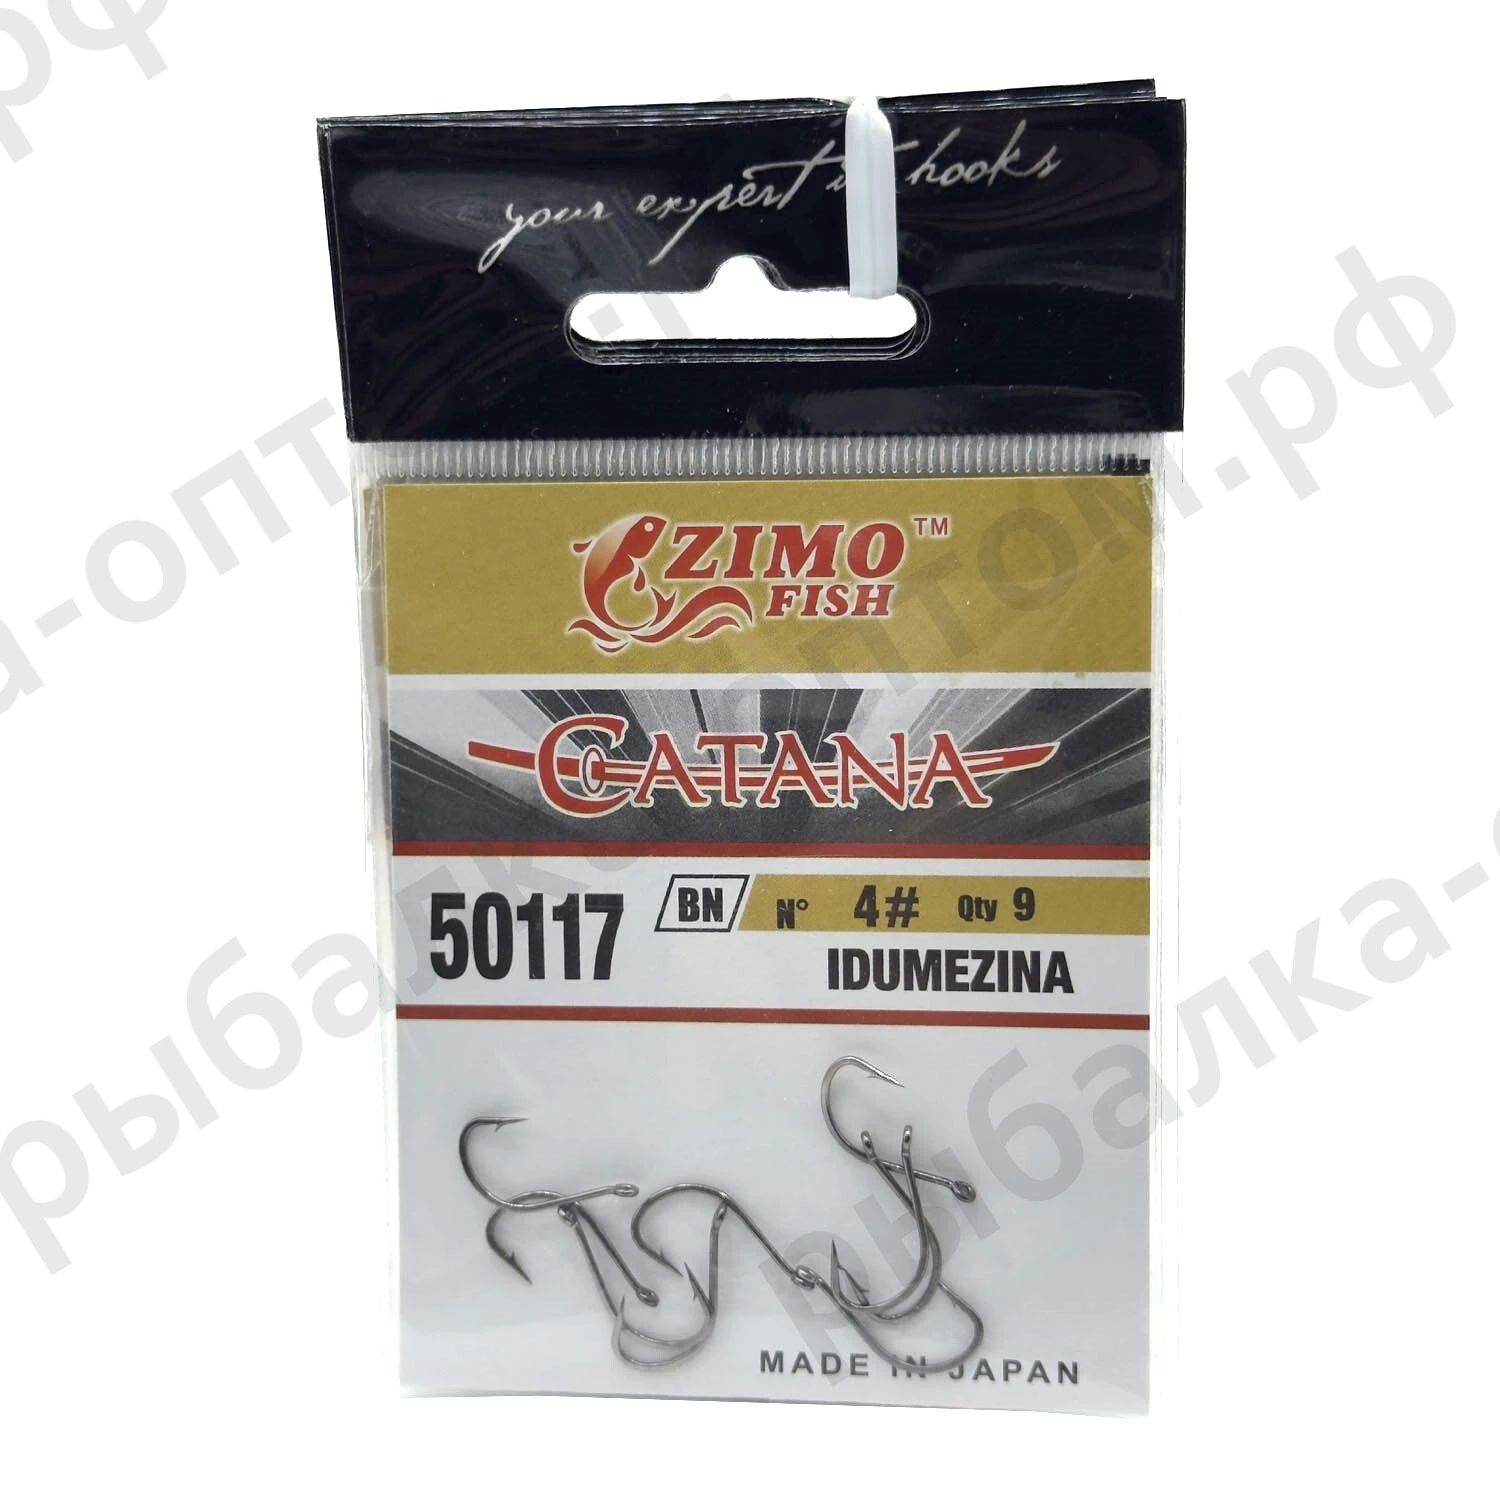 your expert in hooks
ZIMO™
FISH
CATANA
50117
BN
N° 4# Qty 9
IDUMEZINA
MADE IN JAPAN
рыбалка-оптом.рф
рыбалка-оптом.рф